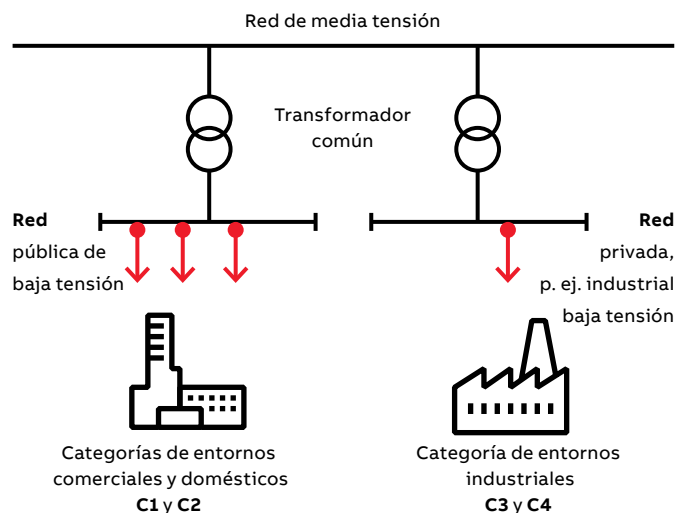 Red de media tensión
Transformador
común
Red
pública de
baja tensión
Red
privada,
p. ej. industrial
baja tensión
Categorías de entornos
comerciales y domésticos
C1 y C2
Categoría de entornos
industriales
C3 y C4